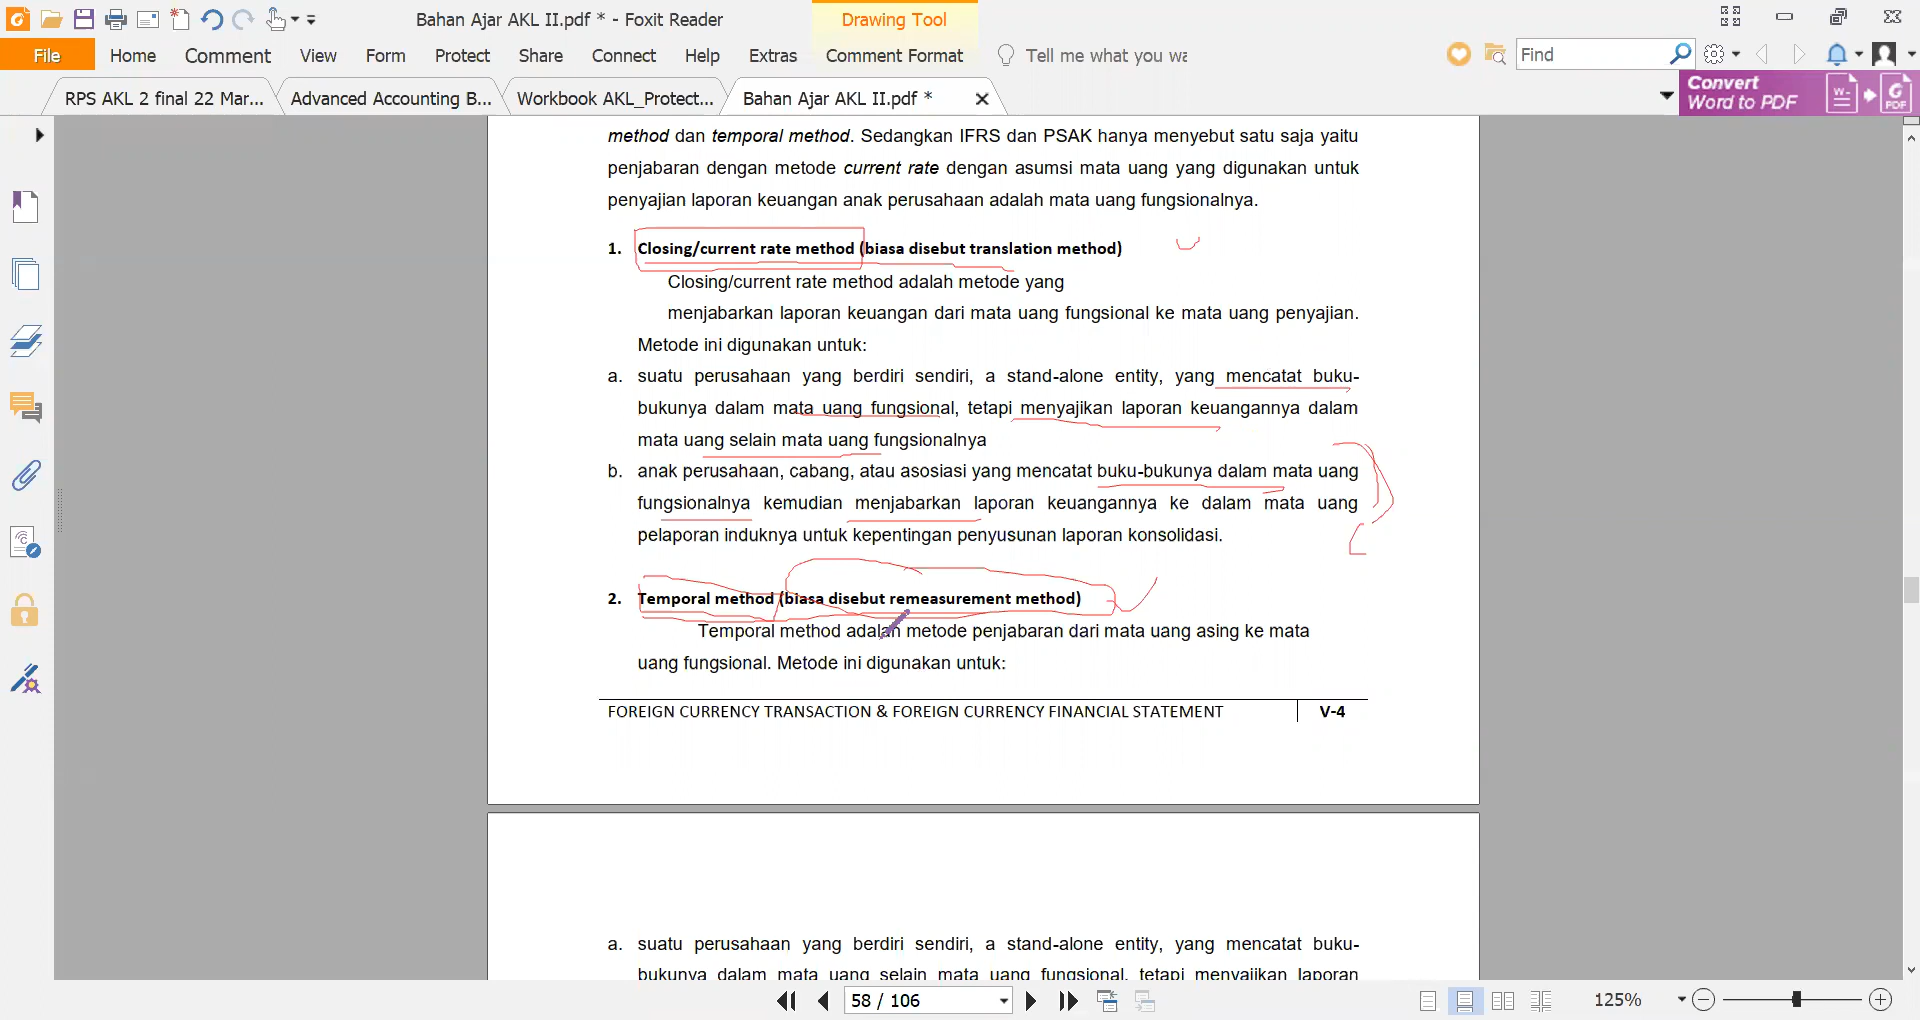 Bahan Ajar AKL II.pdf * - Foxit Reader
Drawing Tool
File Home Comment View Form Protect Share Connect Help Extras Comment Format Tell me what you wa Find
RPS AKL 2 final 22 Mar... Advanced Accounting B... Workbook AKL_Protect... Bahan Ajar AKL II.pdf *
Convert
Word to PDF
method dan temporal method. Sedangkan IFRS dan PSAK hanya menyebut satu saja yaitu
penjabaran dengan metode current rate dengan asumsi mata uang yang digunakan untuk
penyajian laporan keuangan anak perusahaan adalah mata uang fungsionalnya.
1. Closing/current rate method (biasa disebut translation method)
Closing/current rate method adalah metode yang
menjabarkan laporan keuangan dari mata uang fungsional ke mata uang penyajian.
Metode ini digunakan untuk:
a. suatu perusahaan yang berdiri sendiri, a stand-alone entity, yang mencatat buku-
bukunya dalam mata uang fungsional, tetapi menyajikan laporan keuangannya dalam
mata uang selain mata uang fungsionalnya
b. anak perusahaan, cabang, atau asosiasi yang mencatat buku-bukunya dalam mata uang
fungsionalnya kemudian menjabarkan laporan keuangannya ke dalam mata uang
pelaporan induknya untuk kepentingan penyusunan laporan konsolidasi.
2. Temporal method (biasa disebut remeasurement method)
Temporal method adalah metode penjabaran dari mata uang asing ke mata
uang fungsional. Metode ini digunakan untuk:
FOREIGN CURRENCY TRANSACTION & FOREIGN CURRENCY FINANCIAL STATEMENT V-4
a. suatu perusahaan yang berdiri sendiri, a stand-alone entity, yang mencatat buku-
bukunya dalam mata uang selain mata uang fungsional, tetapi menyajikan laporan
58 / 106
125%